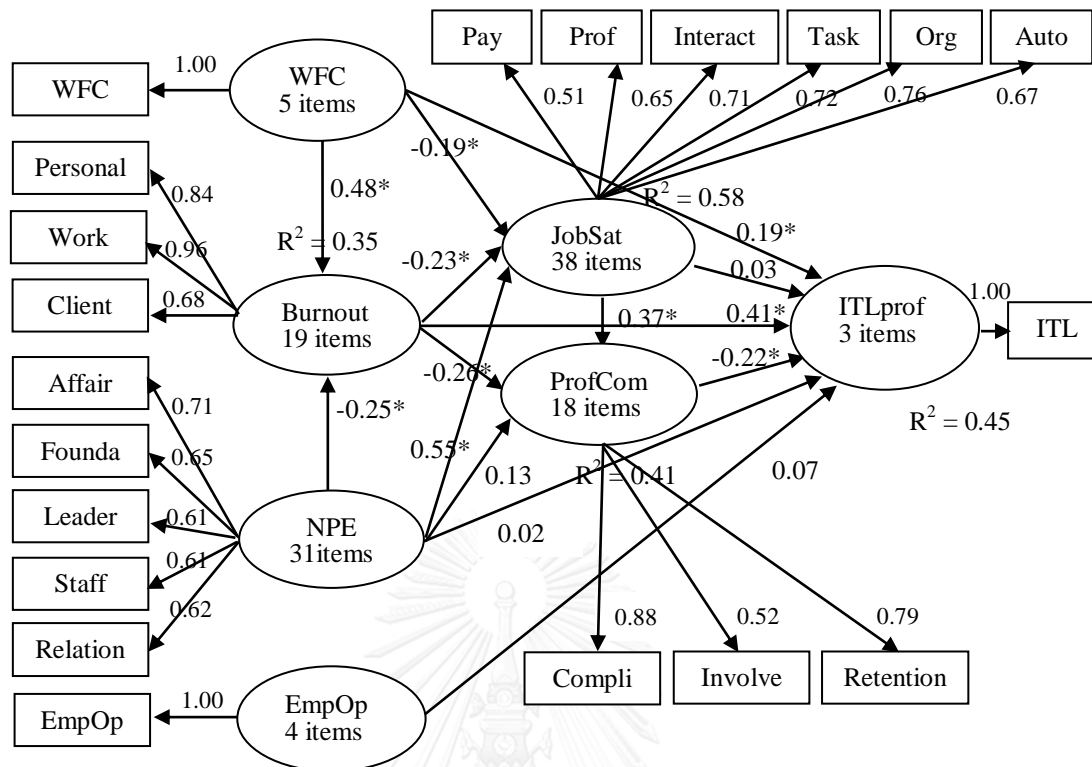 Pay
Prof
Interact
Task
Org
Auto
WFC
1.00
WFC
5 items
0.51
0.65
0.71
0.72
0.76
0.67
Personal
0.84
-0.19*
0.48*
R² = 0.58
Work
0.96
R² = 0.35
JobSat
38 items
0.19*
-0.23*
0.03
Client
0.68
Burnout
19 items
0.37*
0.41*
ITLprof
3 items
1.00
ITL
Affair
0.71
-0.26*
ProfCom
18 items
-0.22*
-0.25*
R² = 0.45
Founda
0.65
0.55*
0.13
R² = 0.41
0.07
Leader
0.61
NPE
31items
0.02
Staff
0.61
0.62
Relation
0.88
0.52
0.79
Compli
Involve
Retention
EmpOp
1.00
EmpOp
4 items